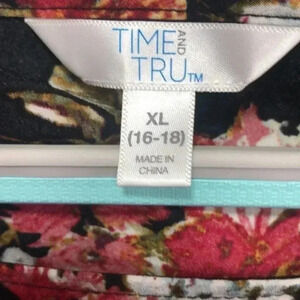 TIME AND
TRU™
XL
(16-18)
MADE IN
CHINA